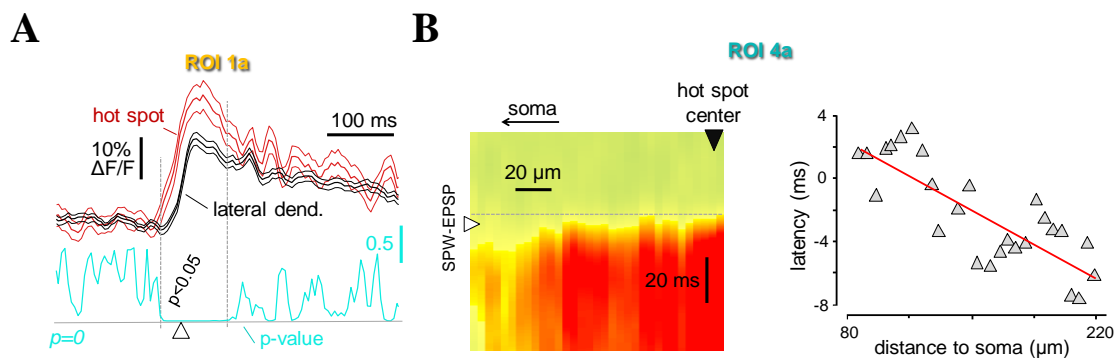 A
ROI 1a
hot spot
100 ms
10%
ΔF/F
lateral dend.
0.5
p<0.05
p=0
p-value
B
ROI 4a
soma
hot spot
center
20 µm
SPW-EPSP
20 ms
latency (ms)
4
0
-4
-8
80
220
distance to soma (µm)